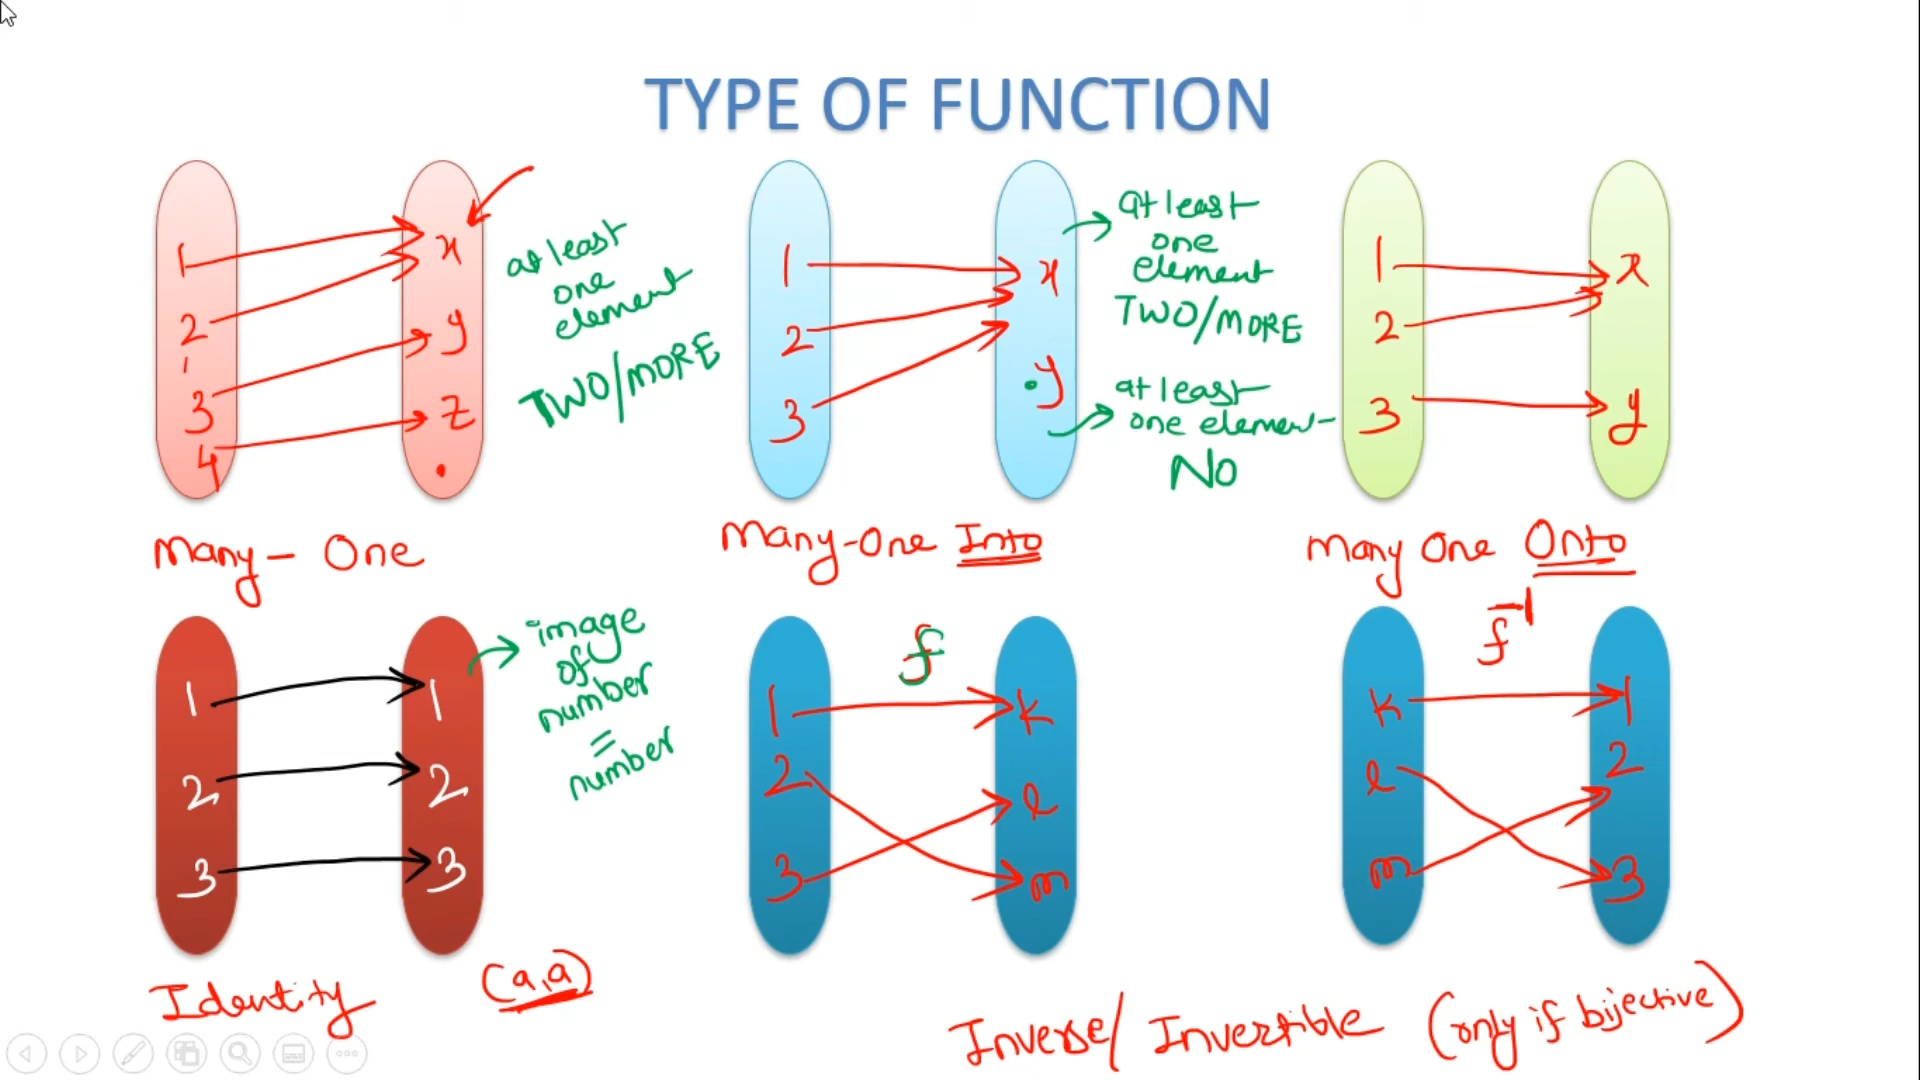 TYPE OF FUNCTION
1
2
3
4
x
y
z
at least
one
element
TWO/MORE
Many- One
1
2
3
x
y
at least
one
element
TWO/MORE
at least
one element
NO
Many-One Into
1
2
3
x
y
Many One Onto
1
2
3
1
2
3
image
of
number
=
number
Identity (a,a)
f
1
2
3
k
l
m
f⁻¹
k
l
m
1
2
3
Inverse/ Invertible (only if bijective)